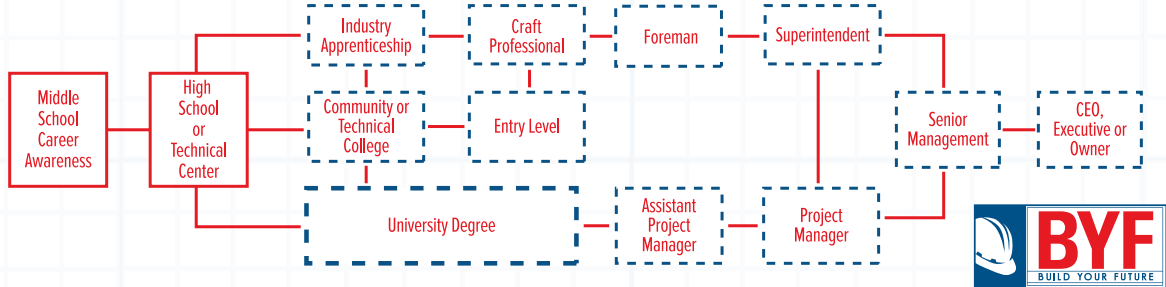 Middle
School
Career
Awareness
High
School
or
Technical
Center
Industry
Apprenticeship
Craft
Professional
Foreman
Superintendent
Community or
Technical
College
Entry Level
Senior
Management
CEO,
Executive or
Owner
University Degree
Assistant
Project
Manager
Project
Manager
BYF
BUILD YOUR FUTURE